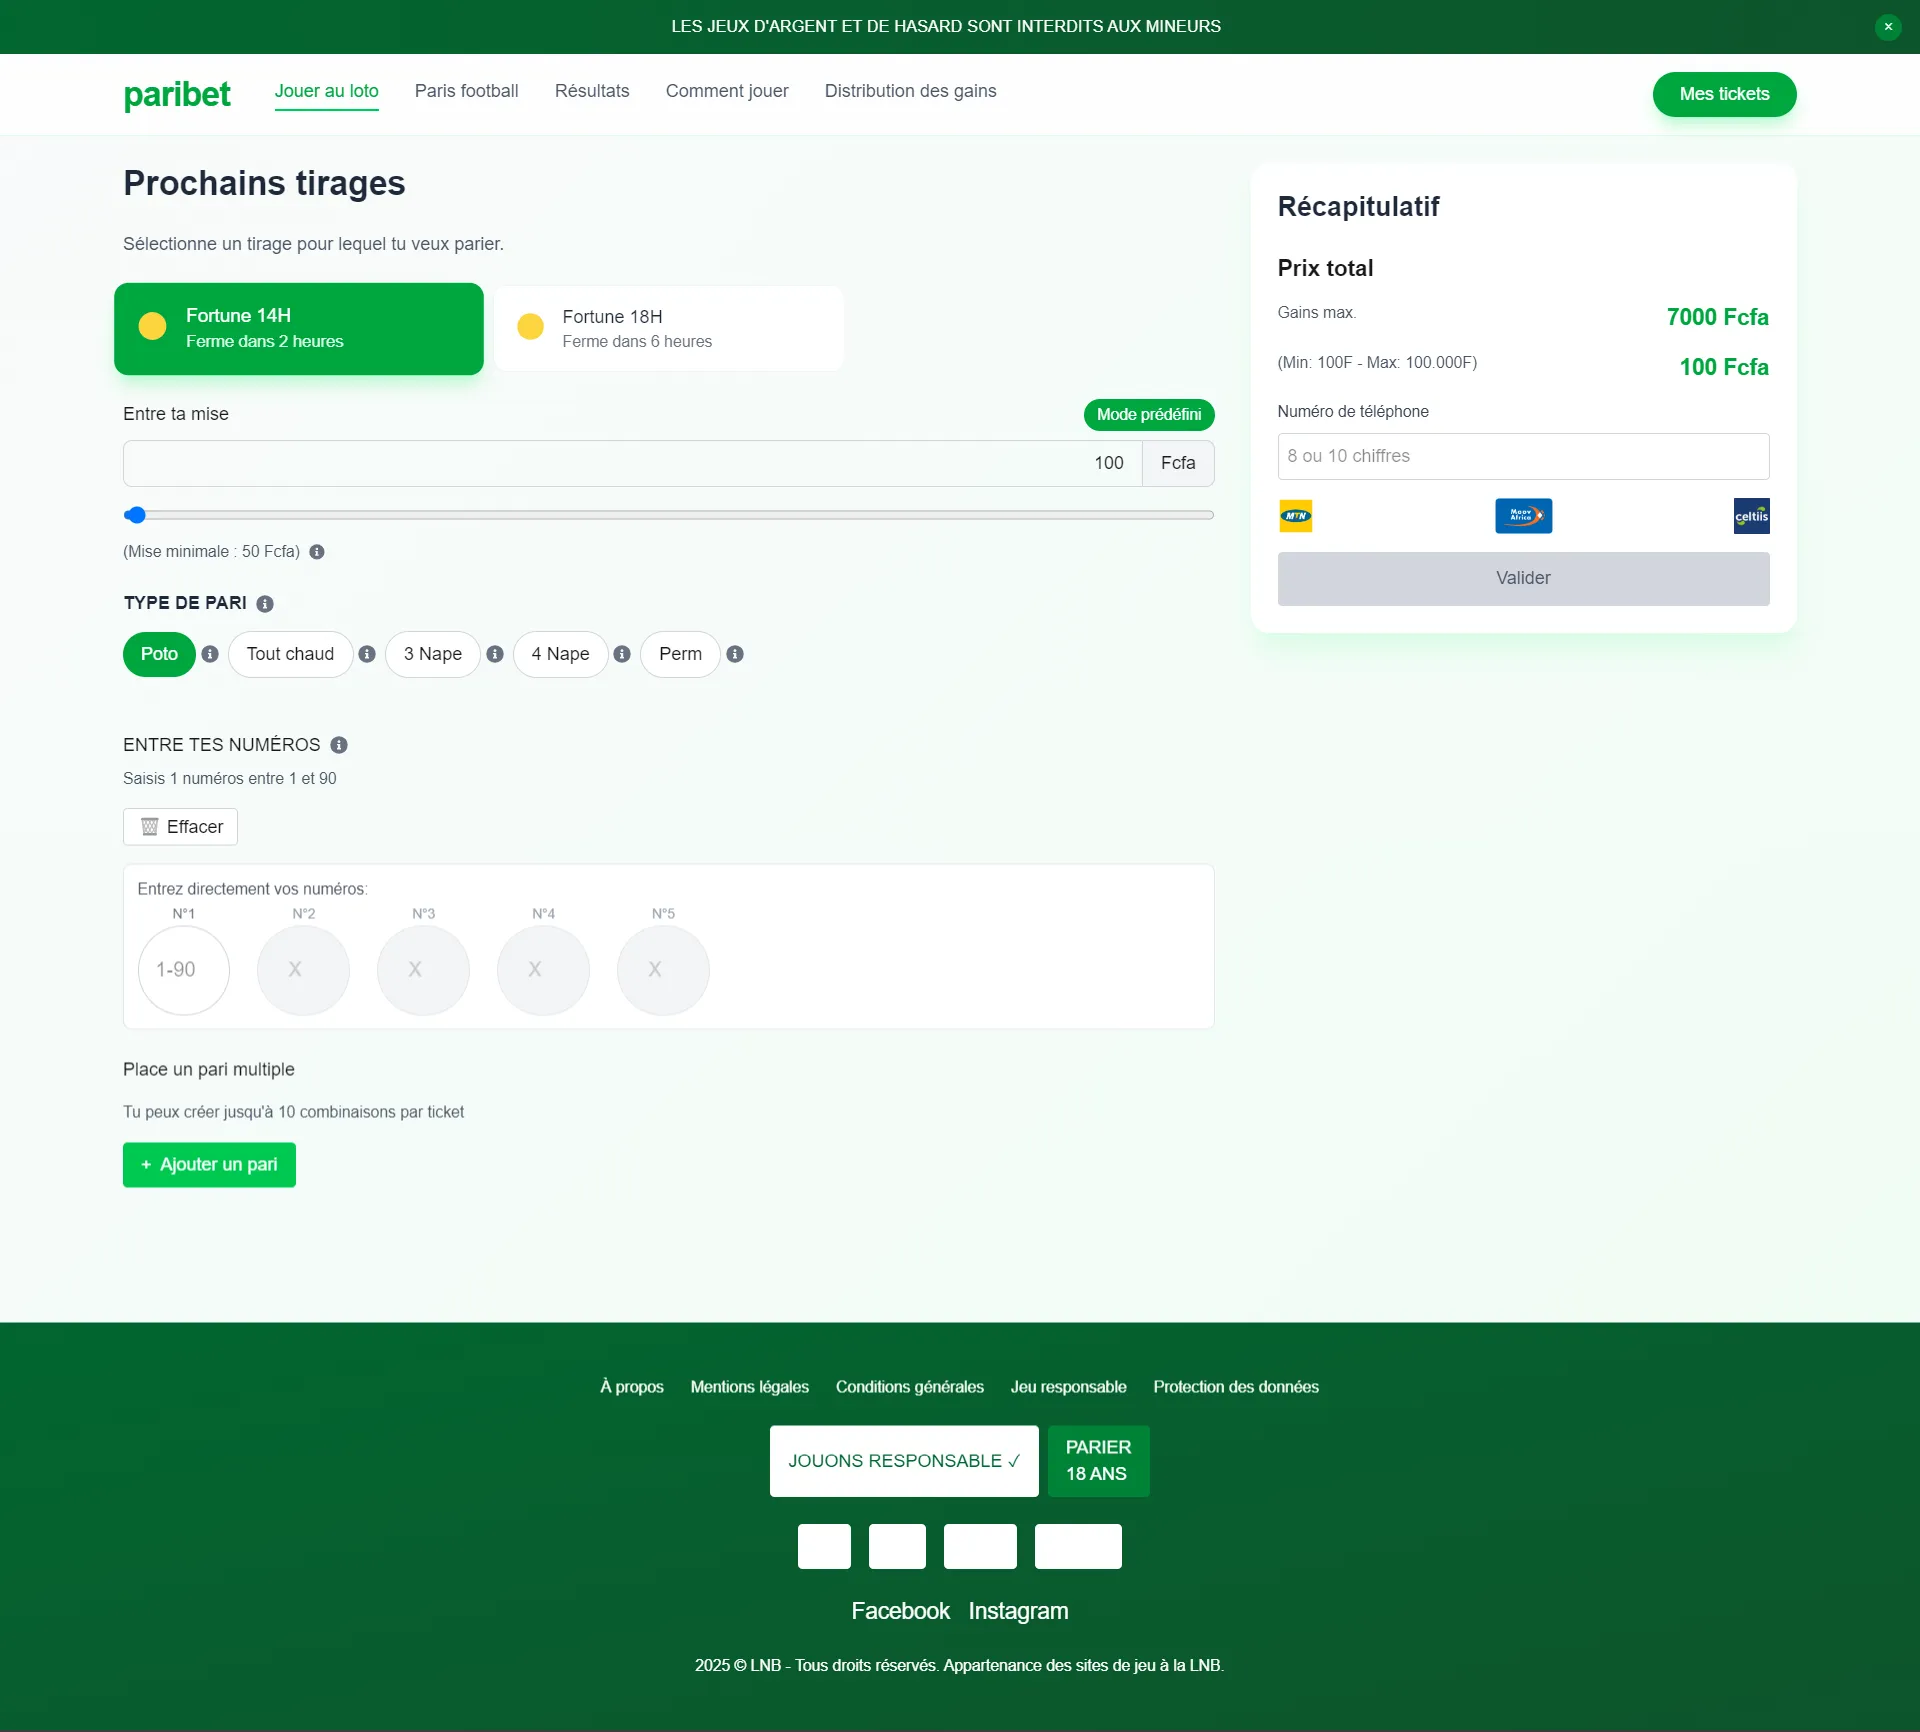 LES JEUX D'ARGENT ET DE HASARD SONT INTERDITS AUX MINEURS
×
paribet
Jouer au loto
Paris football
Résultats
Comment jouer
Distribution des gains
Mes tickets
Prochains tirages
Sélectionne un tirage pour lequel tu veux parier.
Fortune 14H
Ferme dans 2 heures
Fortune 18H
Ferme dans 6 heures
Entre ta mise
Mode prédéfini
100
Fcfa
(Mise minimale : 50 Fcfa)
TYPE DE PARI
Poto
Tout chaud
3 Nape
4 Nape
Perm
ENTRE TES NUMÉROS
Saisis 1 numéros entre 1 et 90
Effacer
Entrez directement vos numéros:
N°1
N°2
N°3
N°4
N°5
1-90
X
X
X
X
Place un pari multiple
Tu peux créer jusqu'à 10 combinaisons par ticket
+ Ajouter un pari
Récapitulatif
Prix total
Gains max.
7000 Fcfa
(Min: 100F - Max: 100.000F)
100 Fcfa
Numéro de téléphone
8 ou 10 chiffres
MTN
Moov
Africa
celtiis
Valider
À propos
Mentions légales
Conditions générales
Jeu responsable
Protection des données
JOUONS RESPONSABLE ✓
PARIER
18 ANS
Facebook
Instagram
2025 © LNB - Tous droits réservés. Appartenance des sites de jeu à la LNB.